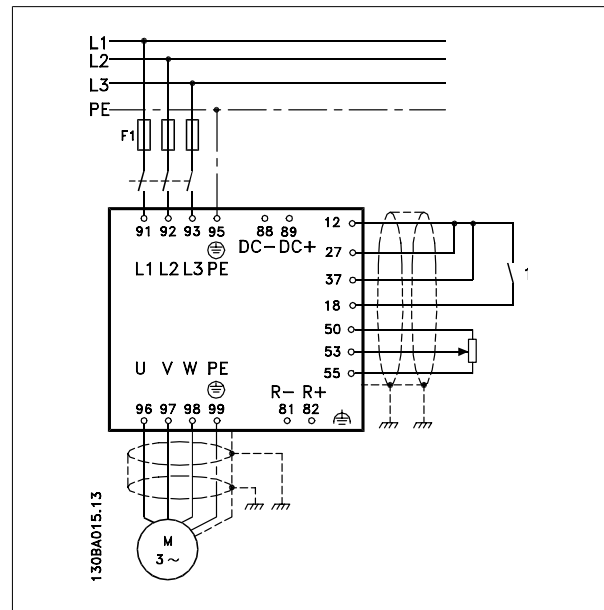 L1
L2
L3
PE
F1
91 92 93 95 88 89
DC- DC+
L1 L2 L3 PE
12
27
37
18
1
50
53
55
U V W PE
R- R+
96 97 98 99 81 82
M
3~
130BA015.13